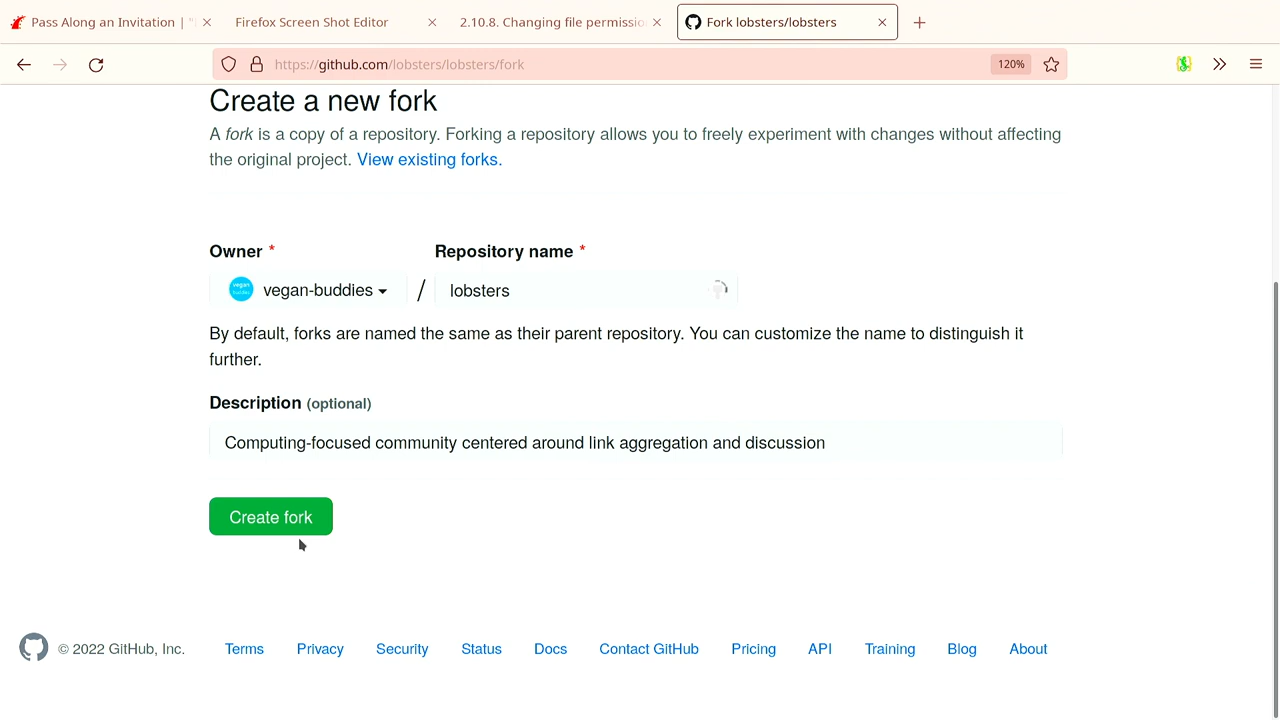 Pass Along an Invitation | "
Firefox Screen Shot Editor
2.10.8. Changing file permissio
Fork lobsters/lobsters
https://github.com/lobsters/lobsters/fork
120%
Create a new fork
A fork is a copy of a repository. Forking a repository allows you to freely experiment with changes without affecting
the original project. View existing forks.
Owner *
Repository name *
vegan buddies
vegan-buddies
/
lobsters
By default, forks are named the same as their parent repository. You can customize the name to distinguish it
further.
Description (optional)
Computing-focused community centered around link aggregation and discussion
Create fork
© 2022 GitHub, Inc.
Terms
Privacy
Security
Status
Docs
Contact GitHub
Pricing
API
Training
Blog
About